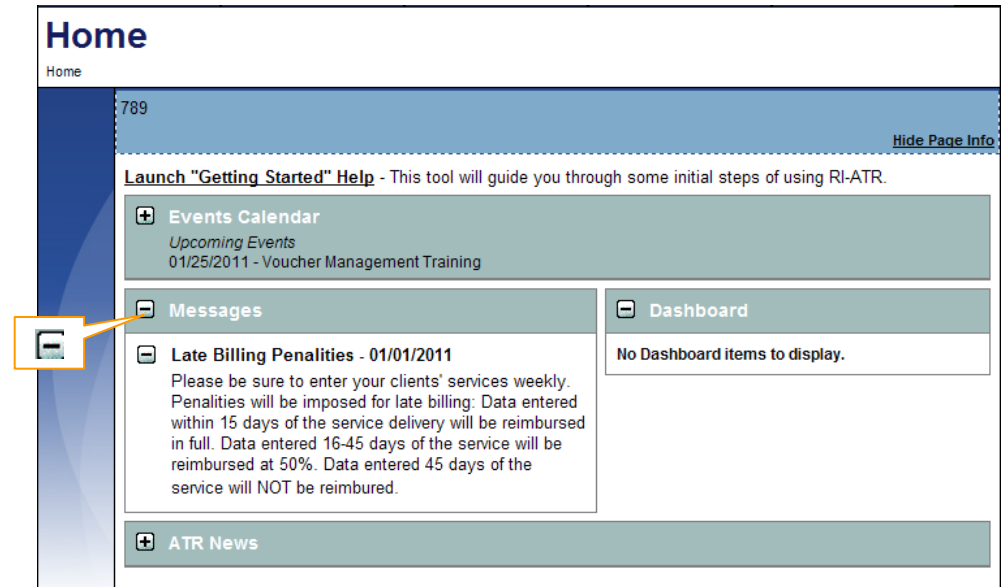 Home
Home
789
Hide Page Info
Launch "Getting Started" Help - This tool will guide you through some initial steps of using RI-ATR.
Events Calendar
Upcoming Events
01/25/2011 - Voucher Management Training
Messages
Dashboard
Late Billing Penalities - 01/01/2011
No Dashboard items to display.
Please be sure to enter your clients' services weekly.
Penalities will be imposed for late billing: Data entered
within 15 days of the service delivery will be reimbursed
in full. Data entered 16-45 days of the service will be
reimbursed at 50%. Data entered 45 days of the
service will NOT be reimbured.
ATR News